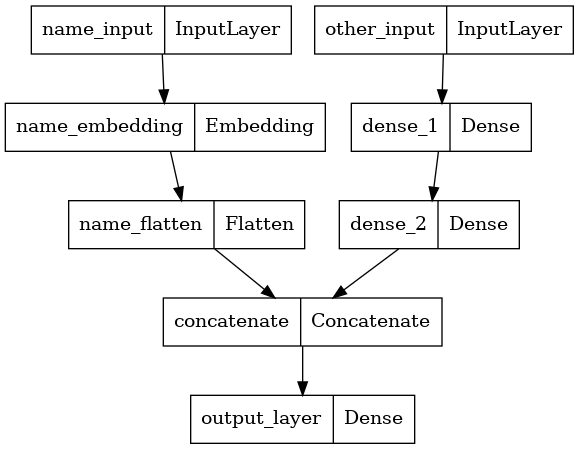 name_input InputLayer other_input InputLayer
name_embedding Embedding dense_1 Dense
name_flatten Flatten dense_2 Dense
concatenate Concatenate
output_layer Dense